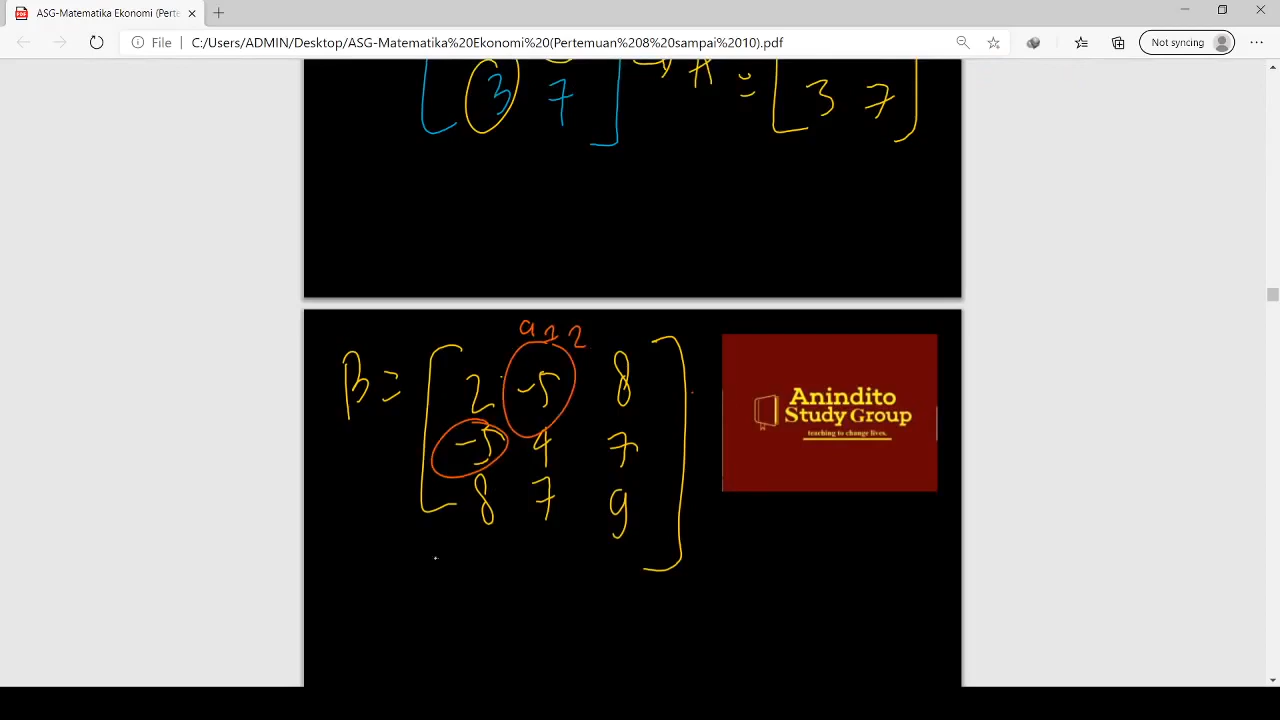 ASG-Matematika Ekonomi (Perte
File C:/Users/ADMIN/Desktop/ASG-Matematika%20Ekonomi%20(Pertemuan%208%20sampai%2010).pdf
Not syncing
3 7
= 3 7
a12
B = 2 -5 8
-5 4 7
8 7 9
Anindito
Study Group
teaching to change lives.